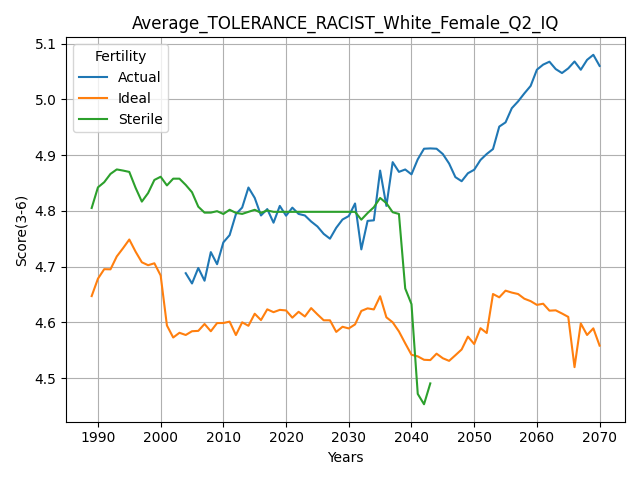 Average_TOLERANCE_RACIST_White_Female_Q2_IQ
Fertility
Actual
Ideal
Sterile
Score(3-6)
5.1
5.0
4.9
4.8
4.7
4.6
4.5
1990 2000 2010 2020 2030 2040 2050 2060 2070
Years